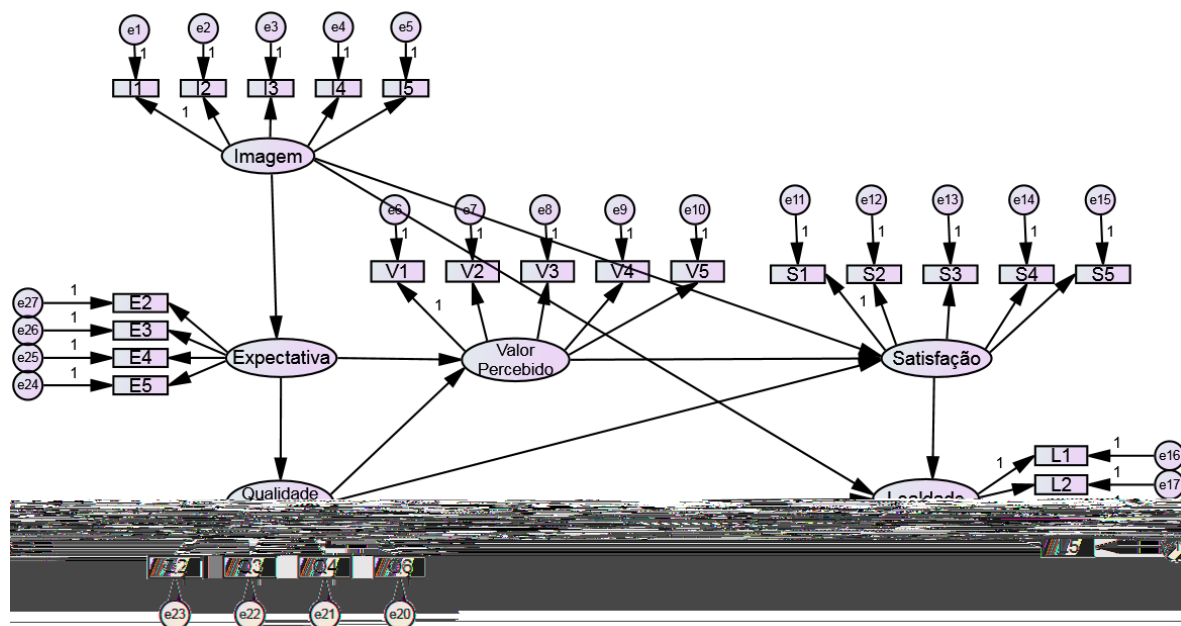 e1 e2 e3 e4 e5
1 1 1 1 1
I1 I2 I3 I4 I5
1
Imagem
e6 e7 e8 e9 e10
1 1 1 1 1
V1 V2 V3 V4 V5
1
e11 e12 e13 e14 e15
1 1 1 1 1
S1 S2 S3 S4 S5
1
e27 1 E2
e26 1 E3
e25 1 E4
e24 1 E5
Expectativa
Valor
Percebido
Satisfação
1 L1 1 e16
L2 1 e17
Qualidade
Q3 Q4
e23 e22 e21 e20